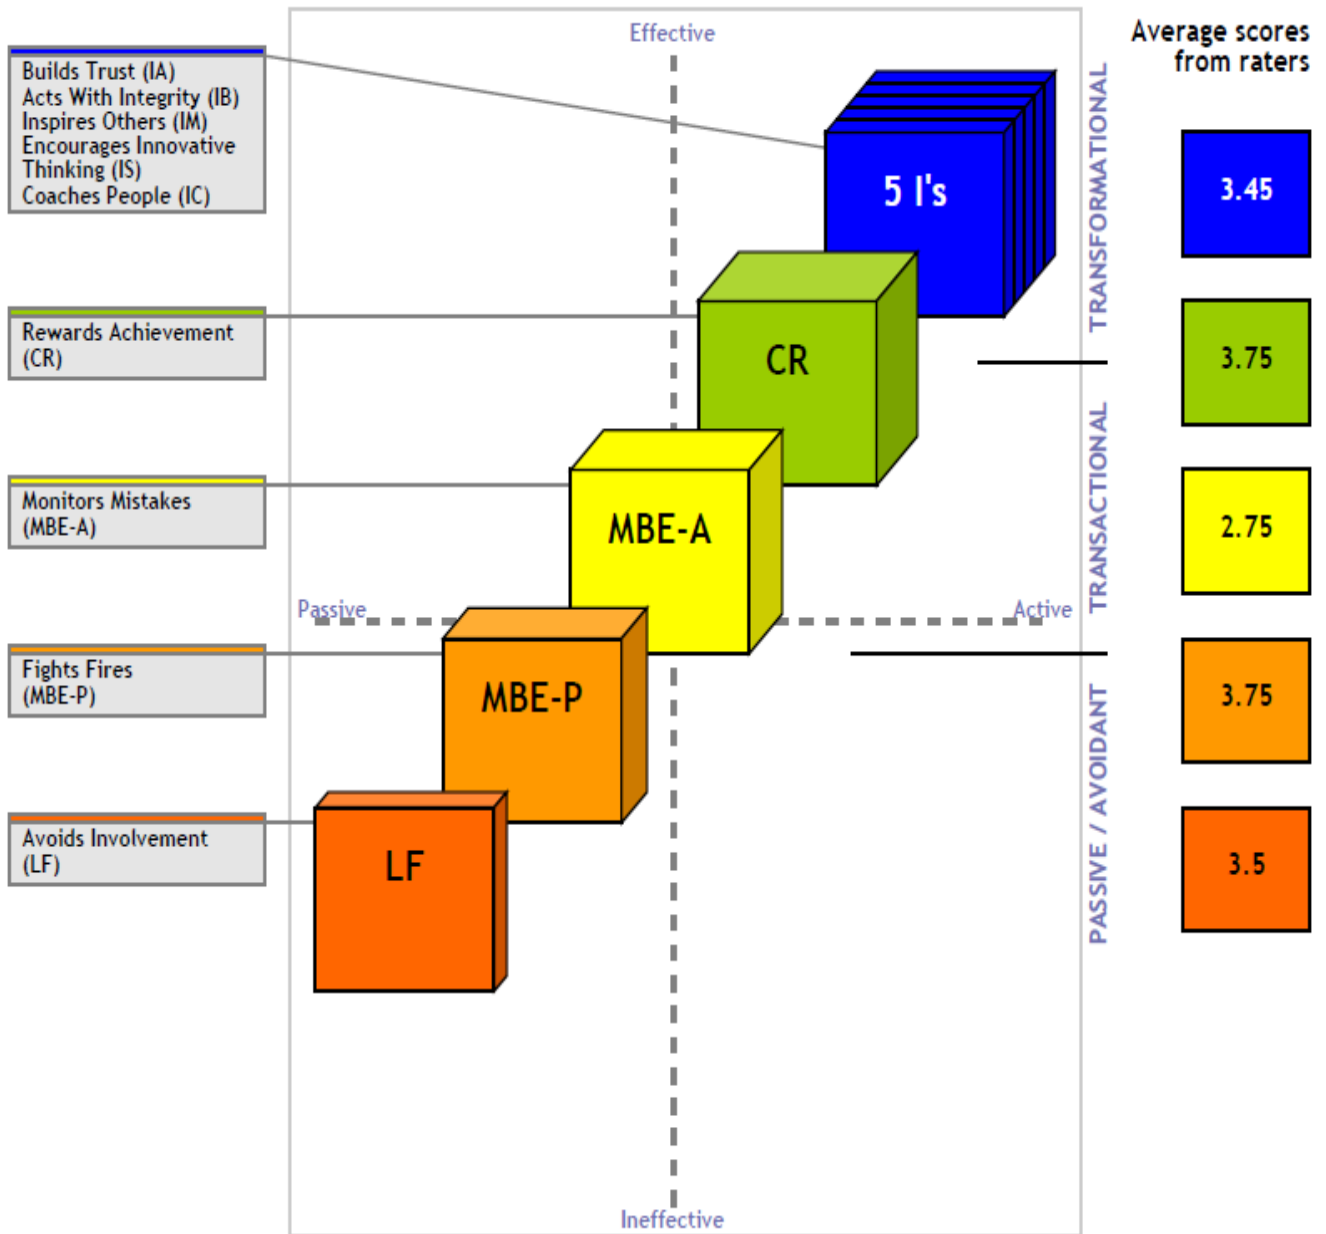 Effective
Average scores
from raters
Builds Trust (IA)
Acts With Integrity (IB)
Inspires Others (IM)
Encourages Innovative
Thinking (IS)
Coaches People (IC)
5 I's
TRANSFORMATIONAL
3.45
Rewards Achievement
(CR)
CR
3.75
Monitors Mistakes
(MBE-A)
MBE-A
TRANSACTIONAL
2.75
Passive
Active
Fights Fires
(MBE-P)
MBE-P
3.75
PASSIVE / AVOIDANT
Avoids Involvement
(LF)
LF
3.5
Ineffective